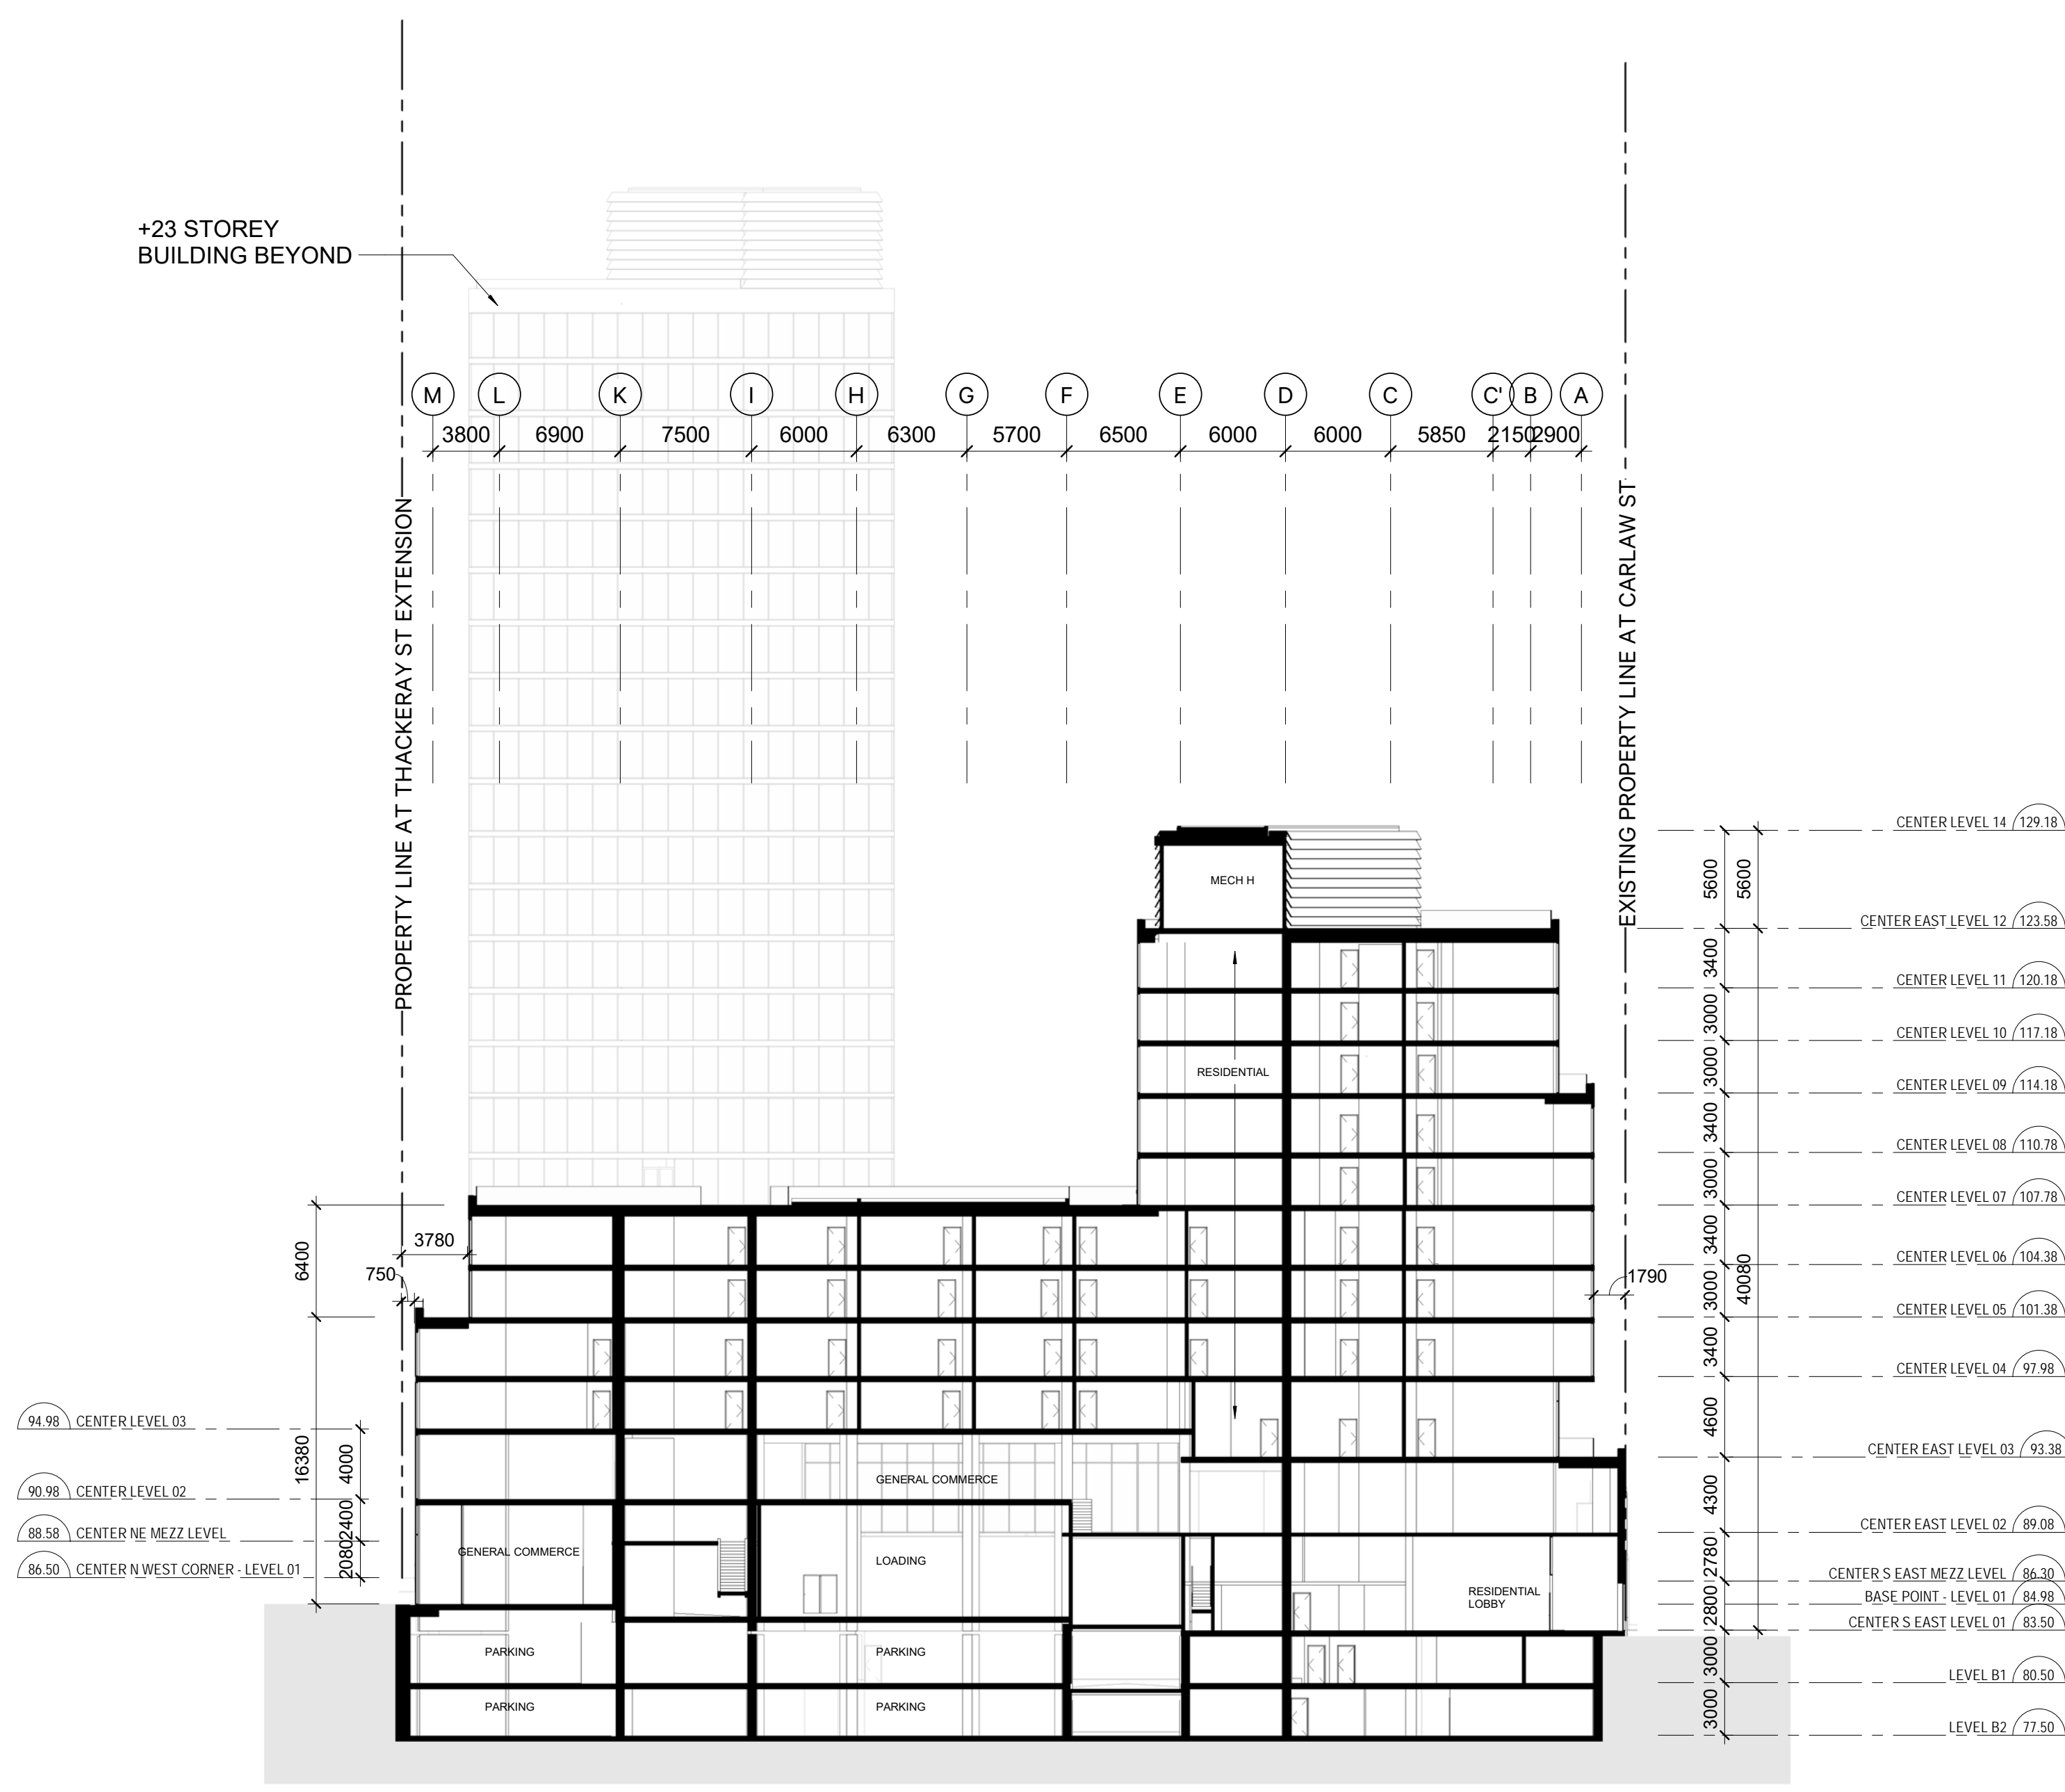 +23 STOREY
BUILDING BEYOND
M L K I H G F E D C C' B A
3800 6900 7500 6000 6300 5700 6500 6000 6000 5850 2150 2900
PROPERTY LINE AT THACKERAY ST EXTENSION
EXISTING PROPERTY LINE AT CARLAW ST
CENTER LEVEL 14 129.18
5600 5600
MECH H
CENTER EAST LEVEL 12 123.58
3400
CENTER LEVEL 11 120.18
3000
CENTER LEVEL 10 117.18
3000
RESIDENTIAL
CENTER LEVEL 09 114.18
3400
CENTER LEVEL 08 110.78
3000
CENTER LEVEL 07 107.78
3400
3780
6400
CENTER LEVEL 06 104.38
40080
750
1790
3000
CENTER LEVEL 05 101.38
3400
CENTER LEVEL 04 97.98
4600
94.98 CENTER LEVEL 03
CENTER EAST LEVEL 03 93.38
16380
4000
GENERAL COMMERCE
90.98 CENTER LEVEL 02
4300
2400
CENTER EAST LEVEL 02 89.08
88.58 CENTER NE MEZZ LEVEL
GENERAL COMMERCE
LOADING
2080
2780
86.50 CENTER N WEST CORNER - LEVEL 01
CENTER S EAST MEZZ LEVEL 86.30
RESIDENTIAL
LOBBY
BASE POINT - LEVEL 01 84.98
2800
CENTER S EAST LEVEL 01 83.50
PARKING PARKING
3000
LEVEL B1 80.50
PARKING PARKING
3000
LEVEL B2 77.50